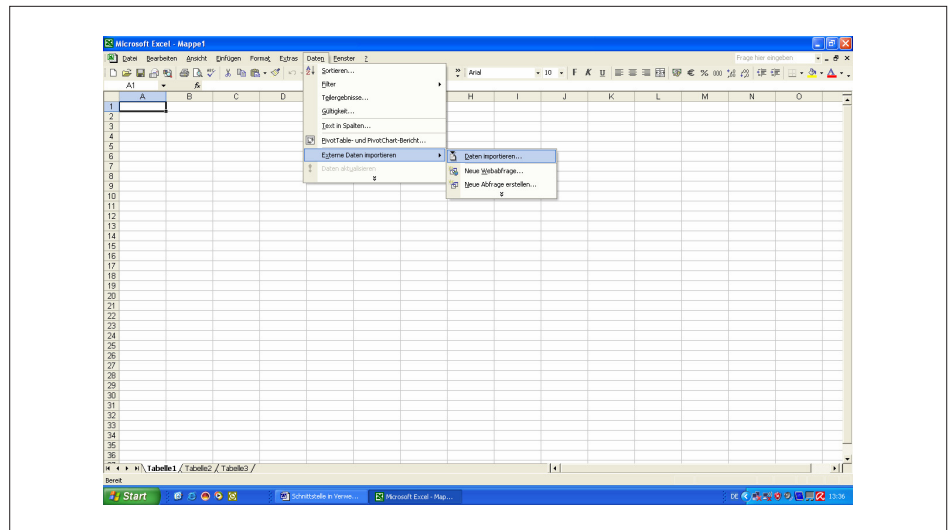 Microsoft Excel - Mappe1
Datei Bearbeiten Ansicht Einfügen Format Extras Daten Fenster ? Frage hier eingeben
Arial 10 F K U € % 000
A1 fx
A B C D H I J K L M N O
Sortieren...
Filter
Teilergebnisse...
Gültigkeit...
Text in Spalten...
PivotTable- und PivotChart-Bericht...
Externe Daten importieren
Daten aktualisieren
Daten importieren...
Neue Webabfrage...
Neue Abfrage erstellen...
1
2
3
4
5
6
7
8
9
10
11
12
13
14
15
16
17
18
19
20
21
22
23
24
25
26
27
28
29
30
31
32
33
34
35
36
Tabelle1 / Tabelle2 / Tabelle3 /
Bereit
Start Schnittstelle in Verwe... Microsoft Excel - Map... DE 13:36